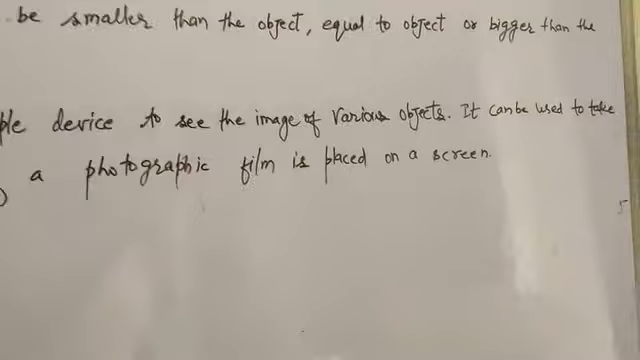 be smaller than the object, equal to object or bigger than the
ple device to see the image of various objects. It can be used to take
a photographic film is placed on a screen.
5